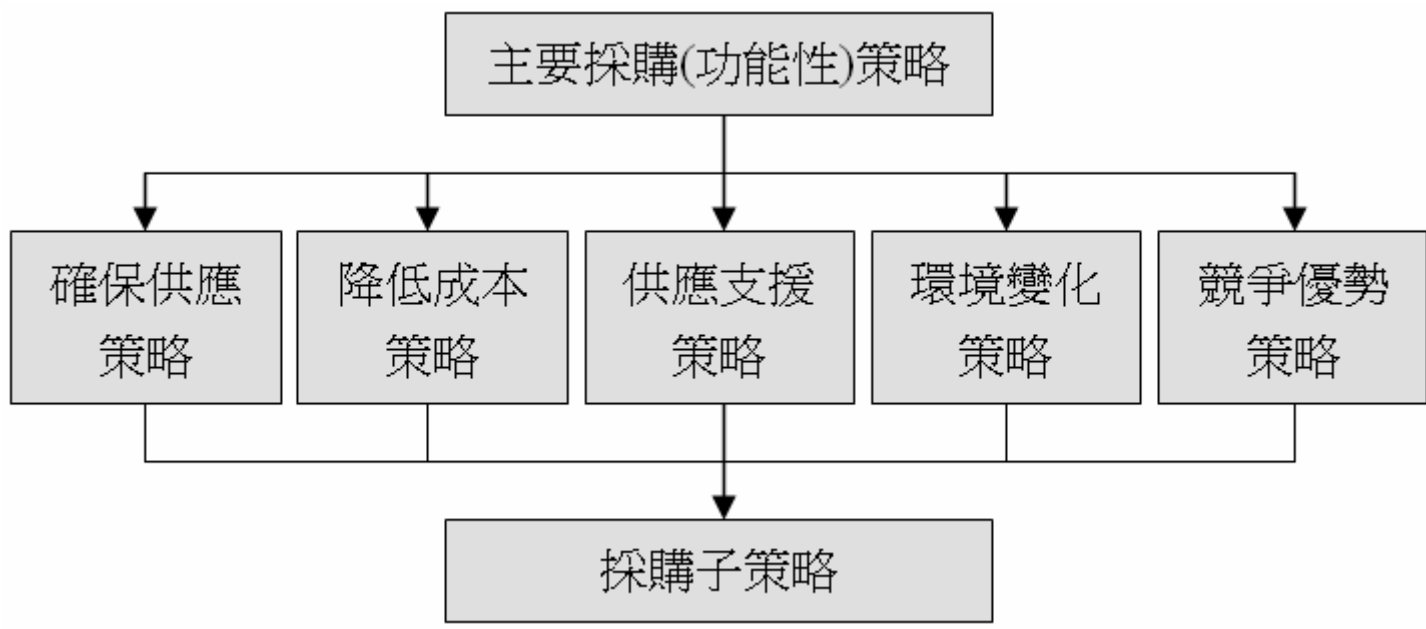 主要採購(功能性)策略
確保供應
策略
降低成本
策略
供應支援
策略
環境變化
策略
競爭優勢
策略
採購子策略